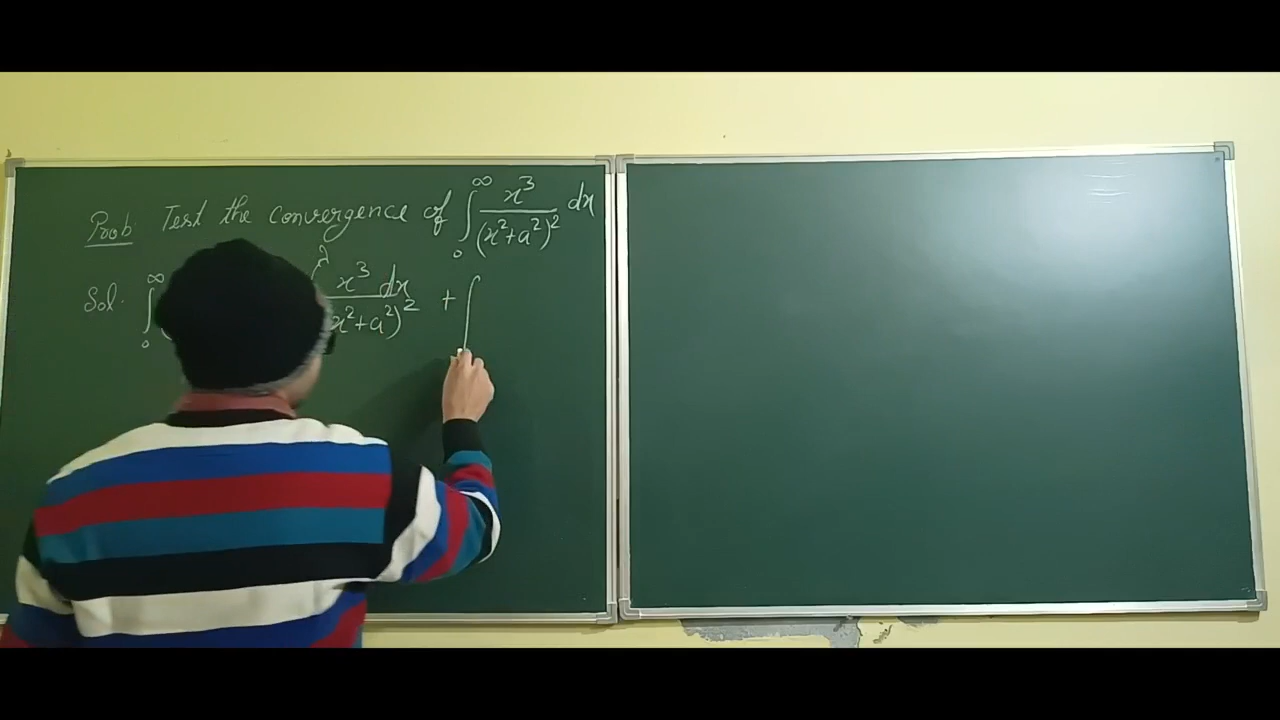 Prob. Test the convergence of ∫₀^∞ x³/(x²+a²)² dx
Sol. ∫₀^∞ ( x³ dx/x²+a²)² + ∫